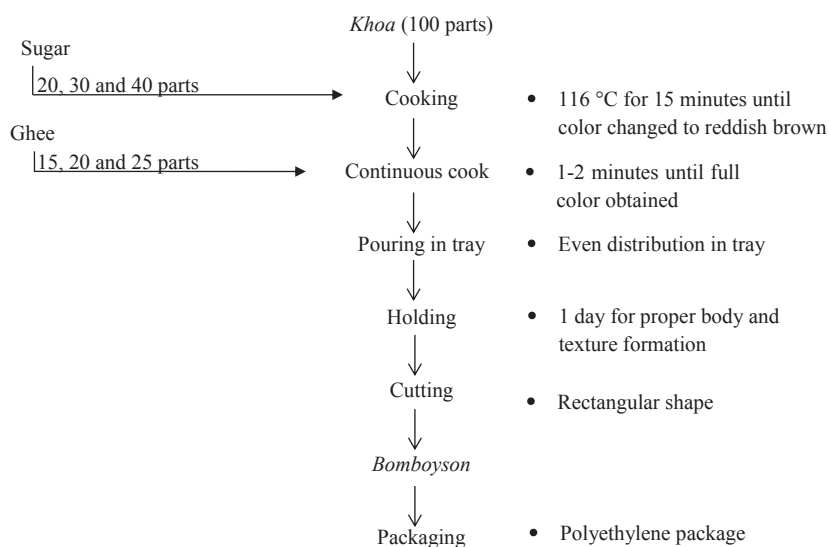 Khoa (100 parts)
Sugar
20, 30 and 40 parts
Cooking
• 116 °C for 15 minutes until
color changed to reddish brown
Ghee
15, 20 and 25 parts
Continuous cook
• 1-2 minutes until full
color obtained
Pouring in tray
• Even distribution in tray
Holding
• 1 day for proper body and
texture formation
Cutting
• Rectangular shape
Bomboyson
Packaging
• Polyethylene package